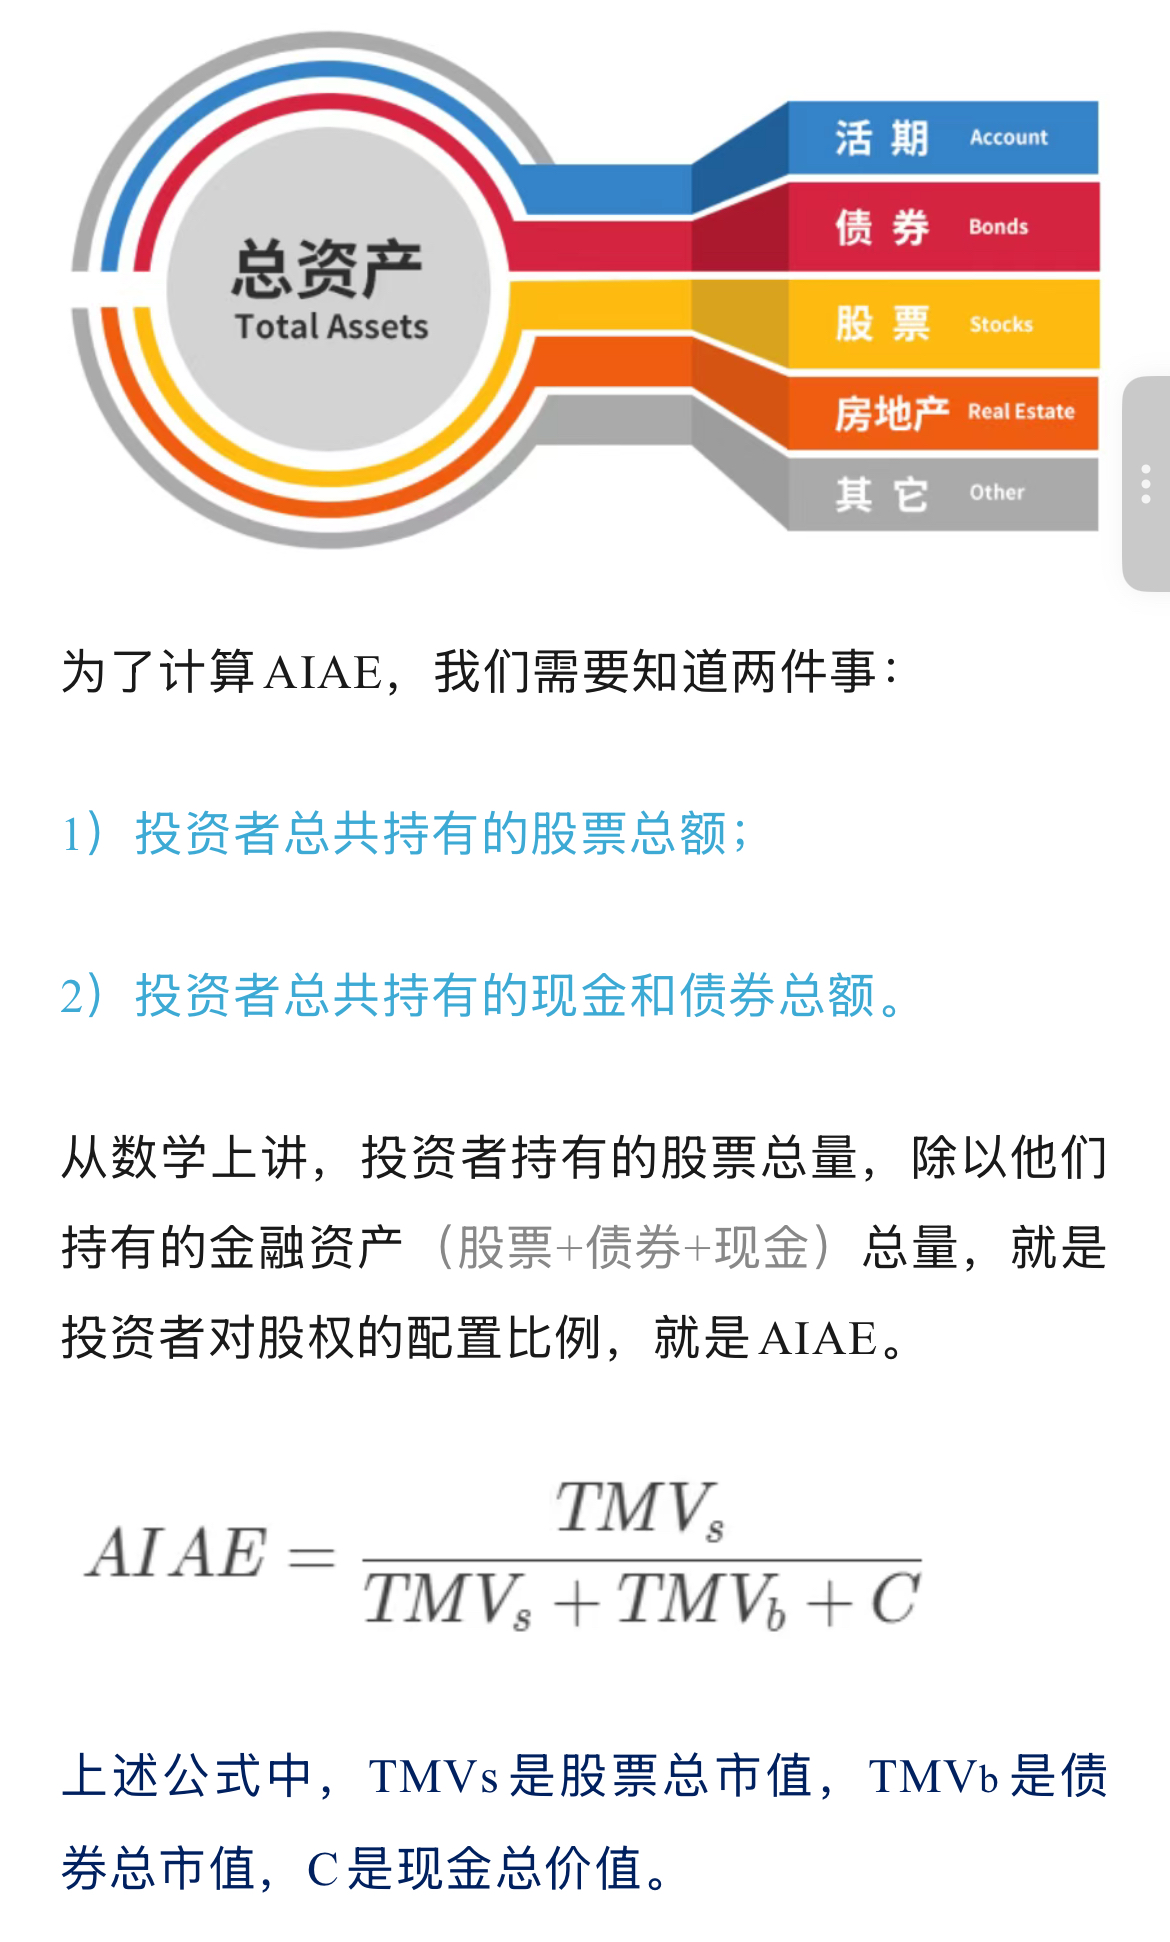 总资产
Total Assets
活期 Account
债券 Bonds
股票 Stocks
房地产 Real Estate
其它 Other
为了计算AIAE，我们需要知道两件事：
1）投资者总共持有的股票总额；
2）投资者总共持有的现金和债券总额。
从数学上讲，投资者持有的股票总量，除以他们
持有的金融资产（股票+债券+现金）总量，就是
投资者对股权的配置比例，就是AIAE。
AIAE = \frac{TMV_s}{TMV_s + TMV_b + C}
上述公式中，TMVs是股票总市值，TMVb是债
券总市值，C是现金总价值。